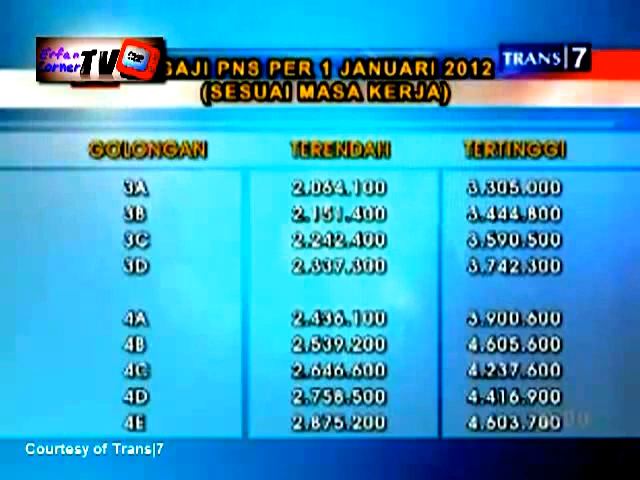 Erfan
Corner TV
GAJI PNS PER 1 JANUARI 2012
(SESUAI MASA KERJA)
TRANS|7
GOLONGAN TERENDAH TERTINGGI
3A 2.064.100 3.305.000
3B 2.151.400 3.444.800
3C 2.242.400 3.590.500
3D 2.337.300 3.742.300
4A 2.436.100 3.900.600
4B 2.539.200 4.605.600
4C 2.646.600 4.237.600
4D 2.758.500 4.416.900
4E 2.875.200 4.603.700
Courtesy of Trans|7